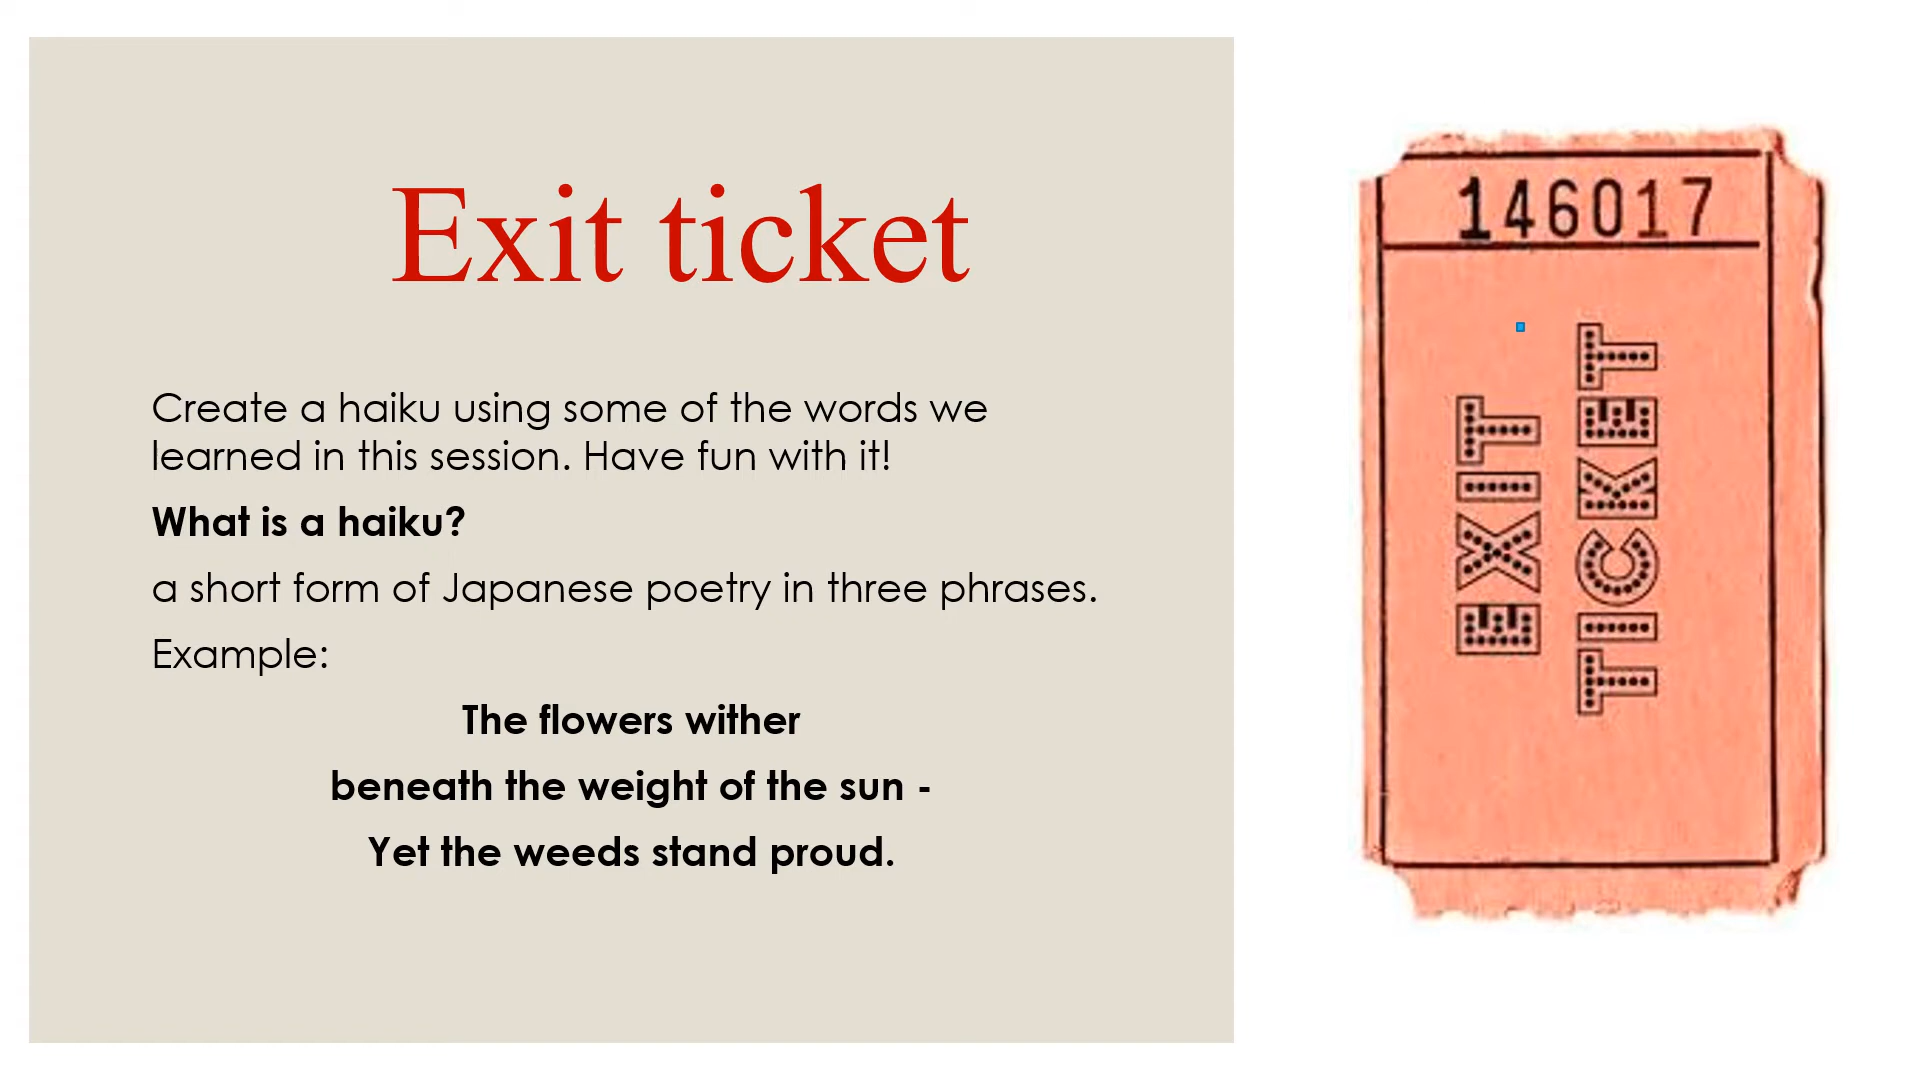 Exit ticket
Create a haiku using some of the words we
learned in this session. Have fun with it!
What is a haiku?
a short form of Japanese poetry in three phrases.
Example:
The flowers wither
beneath the weight of the sun -
Yet the weeds stand proud.
146017
EXIT
TICKET